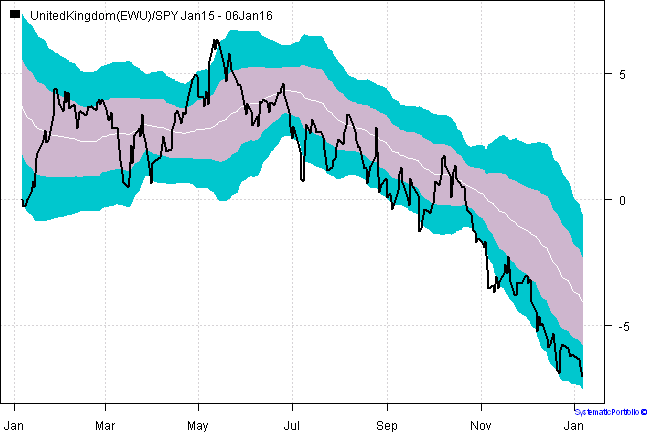 UnitedKingdom(EWU)/SPY Jan15 - 06Jan16
5
0
-5
SystematicPortfolio ©
Jan Mar May Jul Sep Nov Jan